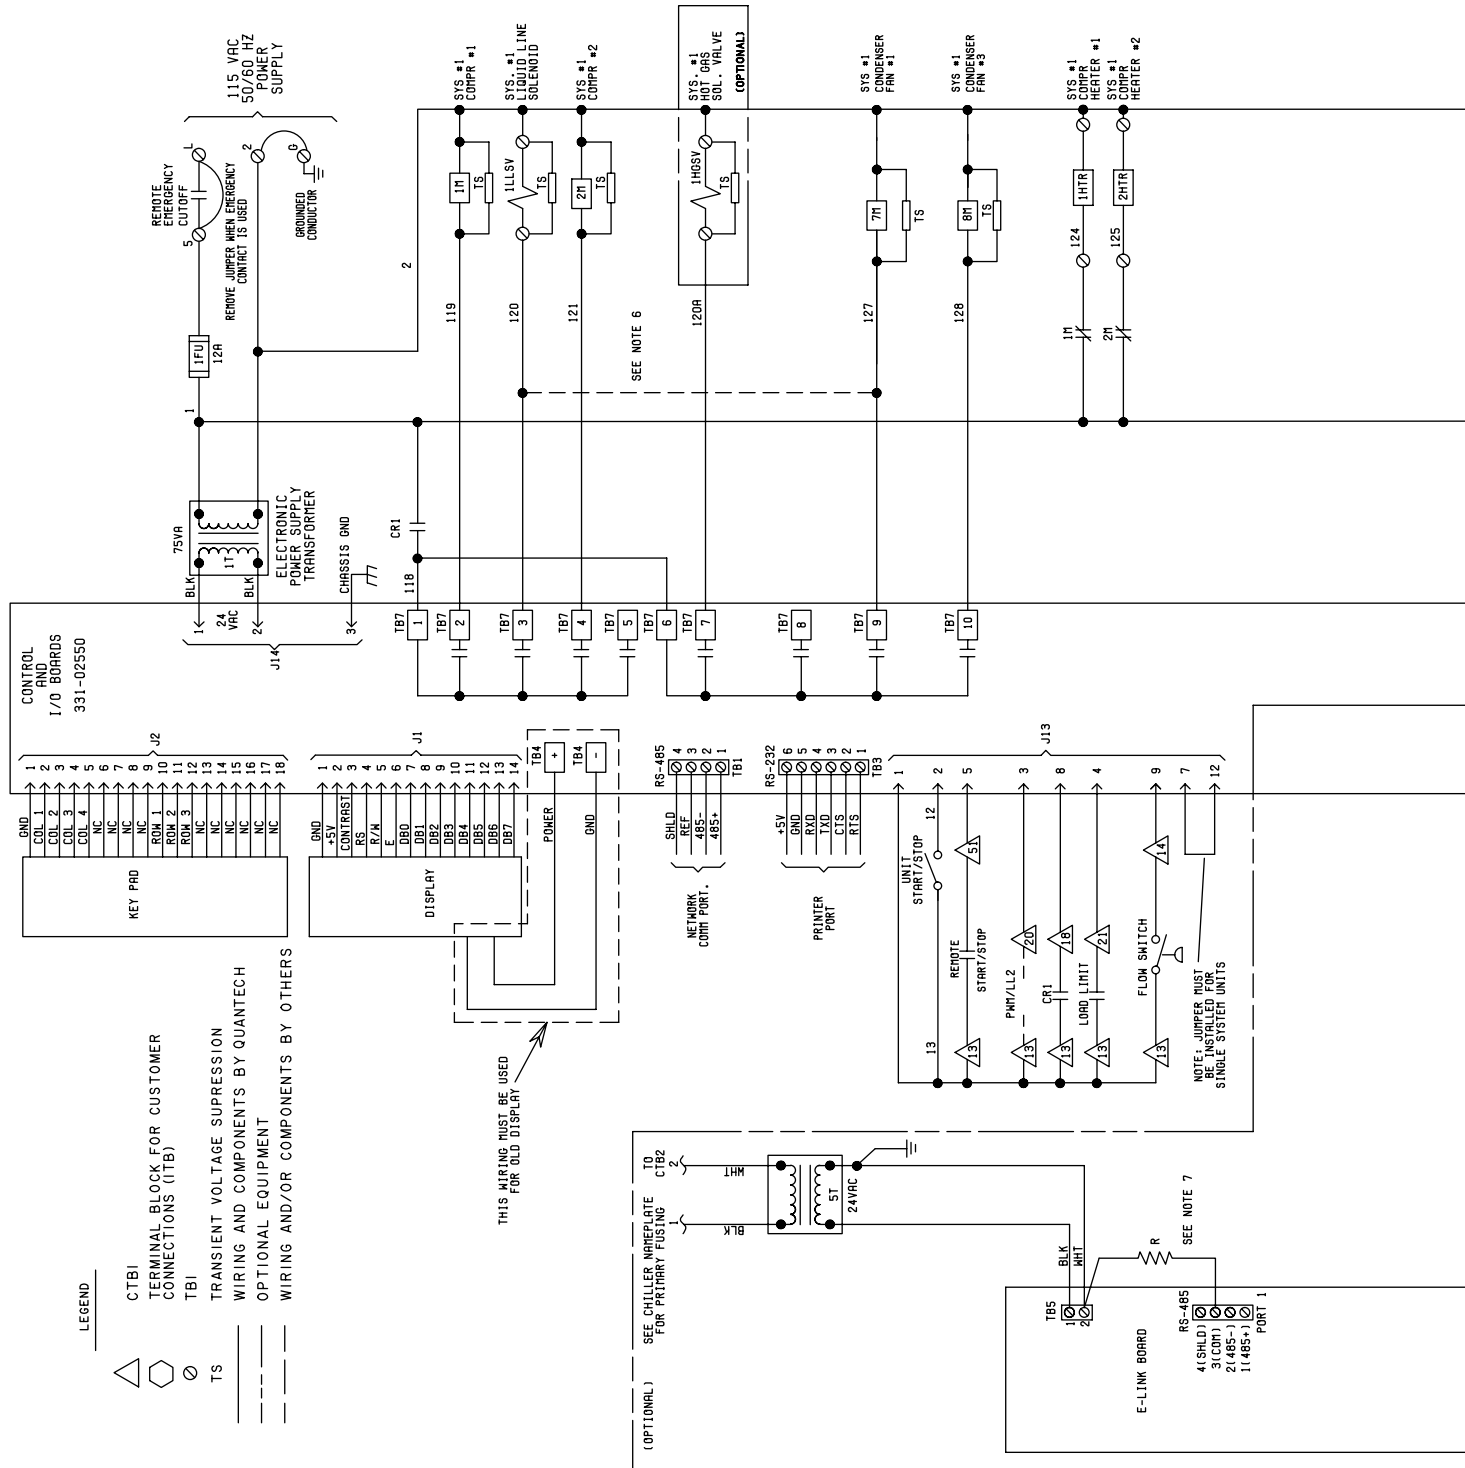 LEGEND
CTB1
TERMINAL BLOCK FOR CUSTOMER
CONNECTIONS (1TB)
TB1
TS
TRANSIENT VOLTAGE SUPRESSION
WIRING AND COMPONENTS BY QUANTECH
OPTIONAL EQUIPMENT
WIRING AND/OR COMPONENTS BY OTHERS
KEY PAD
GND
COL 1
COL 2
COL 3
COL 4
NC
NC
NC
NC
ROW 1
ROW 2
ROW 3
NC
NC
NC
NC
NC
NC
1
2
3
4
5
6
7
8
9
10
11
12
13
14
15
16
17
18
J2
DISPLAY
GND
+5V
CONTRAST
RS
R/W
E
DB0
DB1
DB2
DB3
DB4
DB5
DB6
DB7
1
2
3
4
5
6
7
8
9
10
11
12
13
14
J1
THIS WIRING MUST BE USED
FOR OLD DISPLAY
POWER
GND
TB4
+
TB4
-
CONTROL
AND
I/O BOARDS
331-02550
NETWORK
COMM PORT.
SHLD
REF
485-
485+
RS-485
4
3
2
1
TB1
PRINTER
PORT
+5V
GND
RXD
TXD
CTS
RTS
RS-232
6
5
4
3
2
1
TB3
J13
1
2
5
3
8
4
9
7
12
12
UNIT
START/STOP
13
51
REMOTE
START/STOP
13
20
PWM/LL2
13
18
CR1
13
21
LOAD LIMIT
13
14
FLOW SWITCH
13
NOTE: JUMPER MUST
BE INSTALLED FOR
SINGLE SYSTEM UNITS
(OPTIONAL)
SEE CHILLER NAMEPLATE
FOR PRIMARY FUSING
TO
CTB2
1
2
BLK
WHT
5T
24VAC
BLK
WHT
TB5
1
2
R
SEE NOTE 7
E-LINK BOARD
RS-485
4(SHLD)
3(COM)
2(485-)
1(485+)
PORT 1
115 VAC
50/60 HZ
POWER
SUPPLY
L
2
G
REMOTE
EMERGENCY
CUTOFF
5
REMOVE JUMPER WHEN EMERGENCY
CONTACT IS USED
GROUNDED
CONDUCTOR
1FU
12A
1
2
75VA
1T
ELECTRONIC
POWER SUPPLY
TRANSFORMER
BLK
BLK
24
VAC
1
2
3
J14
CHASSIS GND
CR1
118
TB7
1
TB7
2
TB7
3
TB7
4
TB7
5
TB7
6
TB7
7
TB7
8
TB7
9
TB7
10
119
1M
TS
SYS #1
COMPR #1
120
1LLSV
TS
SYS. #1
LIQUID LINE
SOLENOID
121
2M
TS
SYS #1
COMPR #2
SEE NOTE 6
120A
1HGSV
TS
SYS. #1
HOT GAS
SOL. VALVE
(OPTIONAL)
127
7M
TS
SYS #1
CONDENSER
FAN #1
128
8M
TS
SYS #1
CONDENSER
FAN #3
1M
124
1HTR
SYS #1
COMPR
HEATER #1
2M
125
2HTR
SYS #1
COMPR
HEATER #2